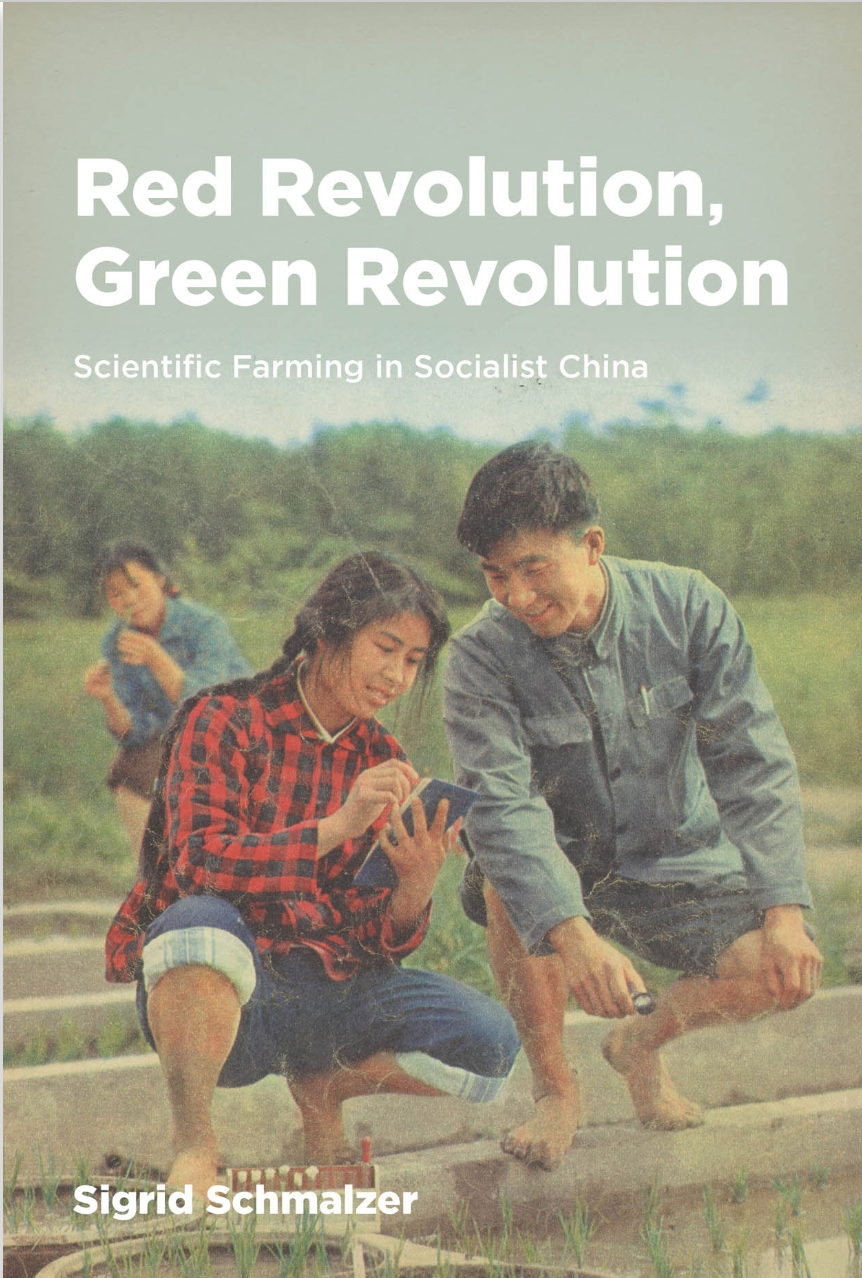 Red Revolution,
Green Revolution
Scientific Farming in Socialist China
Sigrid Schmalzer